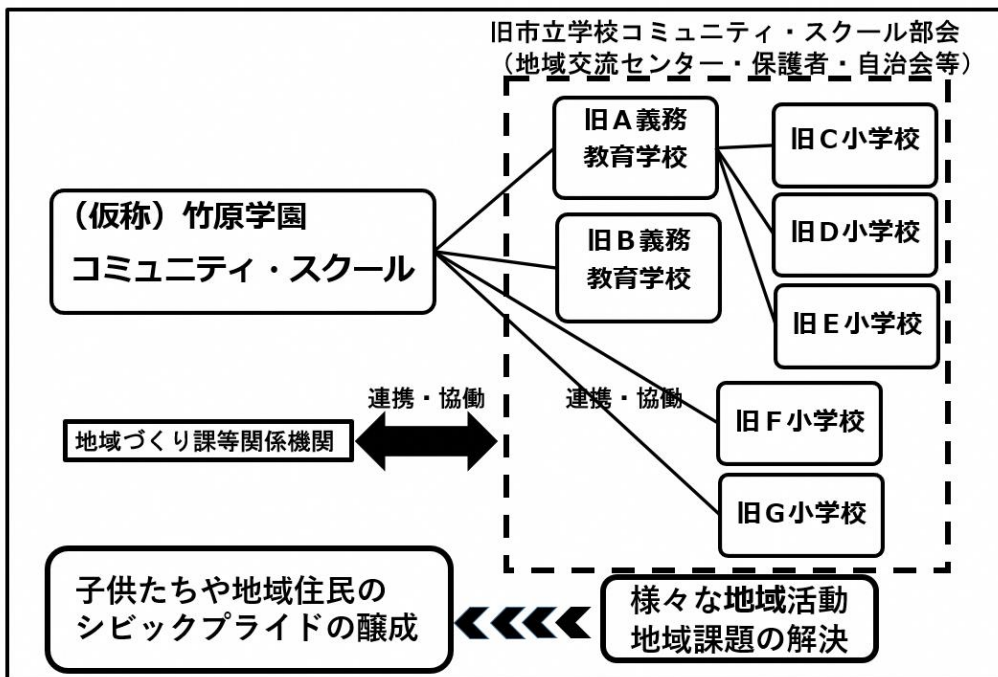 旧市立学校コミュニティ・スクール部会
（地域交流センター・保護者・自治会等）
旧Ａ義務
教育学校
旧Ｃ小学校
旧Ｄ小学校
旧Ｅ小学校
（仮称）竹原学園
コミュニティ・スクール
旧Ｂ義務
教育学校
連携・協働
連携・協働
旧Ｆ小学校
地域づくり課等関係機関
旧Ｇ小学校
子供たちや地域住民の
シビックプライドの醸成
様々な地域活動
地域課題の解決